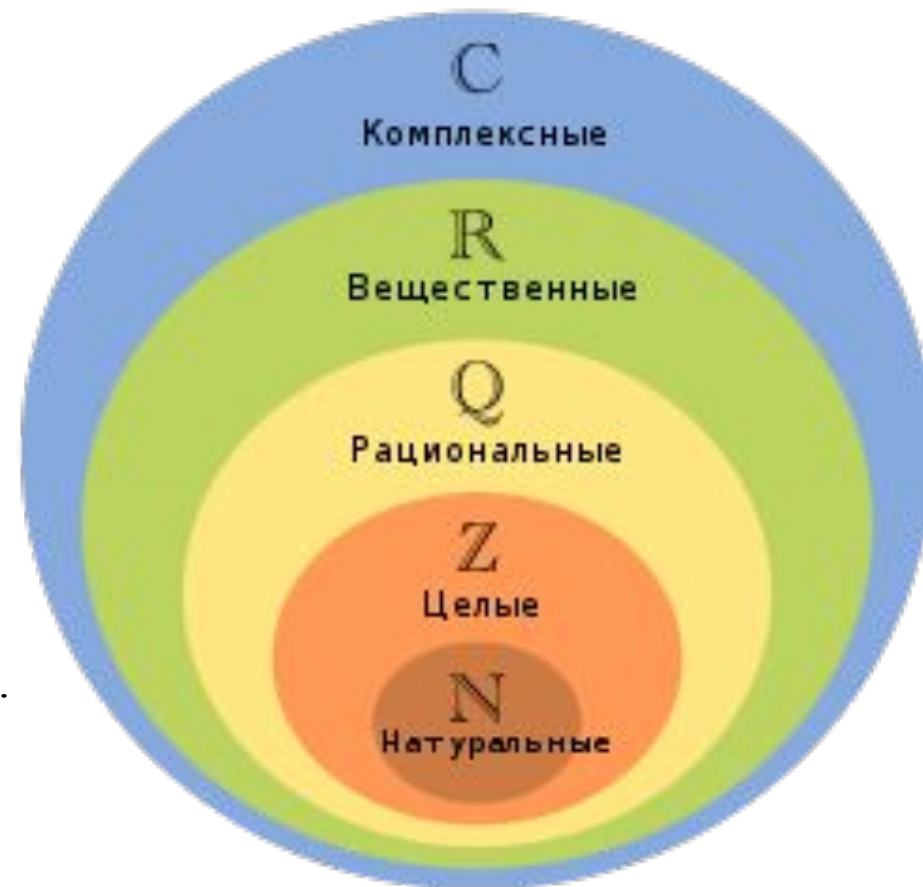 ℂ
Комплексные
ℝ
Вещественные
ℚ
Рациональные
ℤ
Целые
ℕ
Натуральные
.